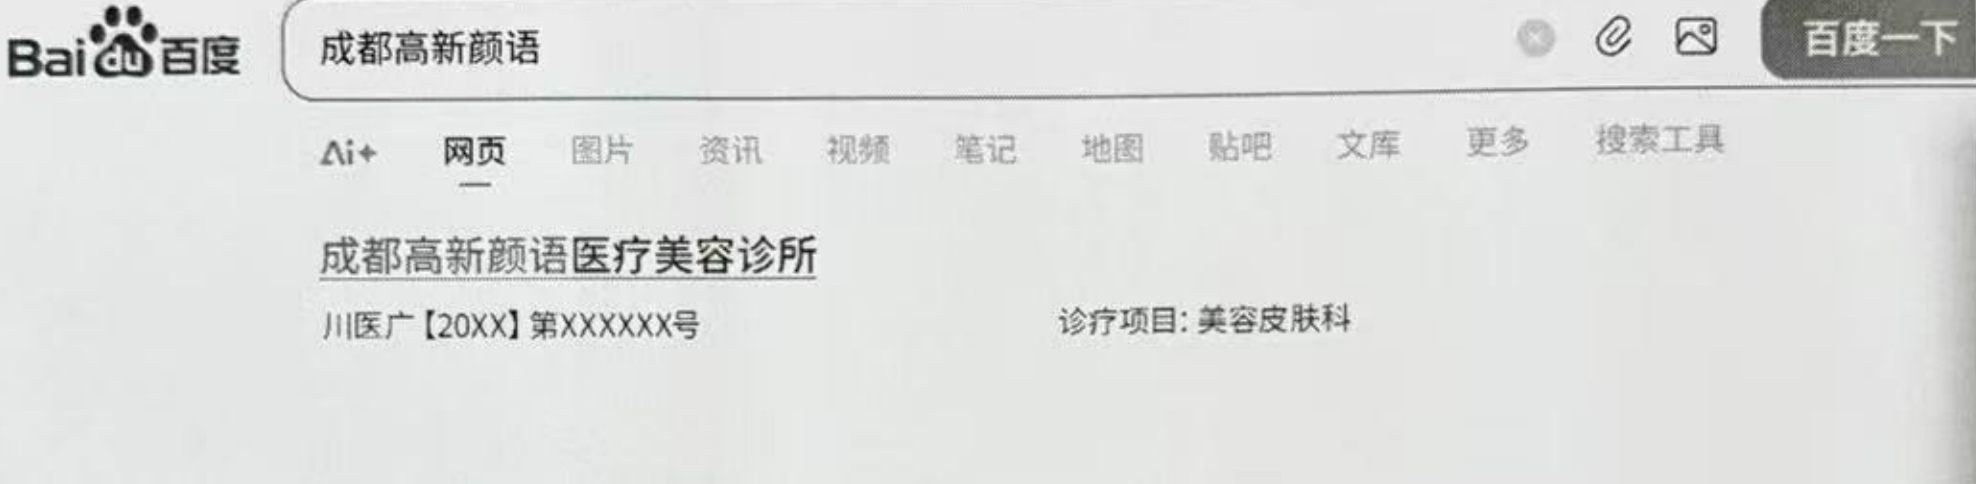 Bai du 百度 成都高新颜语 百度一下
Ai+ 网页 图片 资讯 视频 笔记 地图 贴吧 文库 更多 搜索工具
成都高新颜语医疗美容诊所
川医广【20XX】第XXXXXX号 诊疗项目: 美容皮肤科